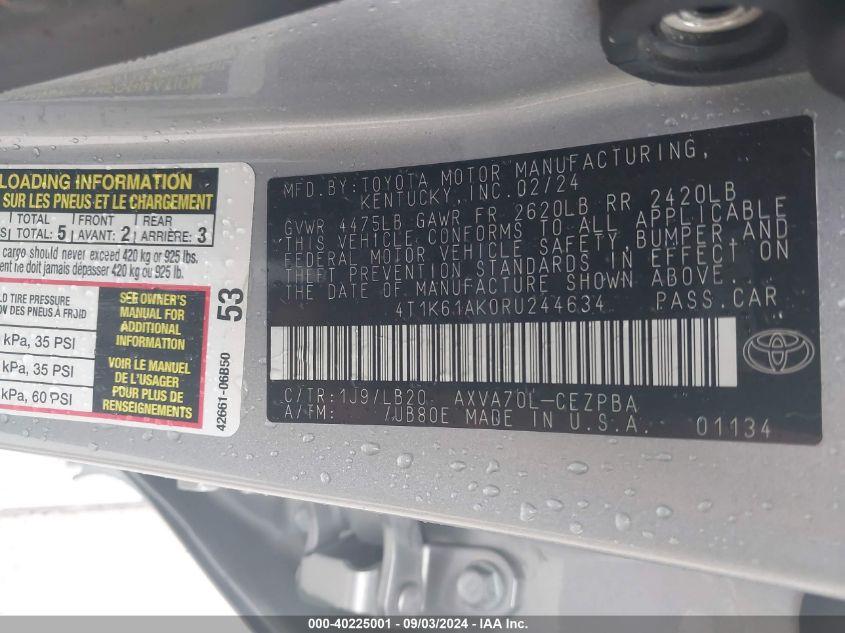 LOADING INFORMATION
SUR LES PNEUS ET LE CHARGEMENT
TOTAL FRONT REAR
TOTAL: 5 AVANT: 2 ARRIÈRE: 3
cargo should never exceed 420 kg or 925 lbs.
ent ne doit jamais dépasser 420 kg ou 925 lb.
TIRE PRESSURE
DES PNEUS À FROID
kPa, 35 PSI
kPa, 35 PSI
kPa, 60 PSI
SEE OWNER'S
MANUAL FOR
ADDITIONAL
INFORMATION
VOIR LE MANUEL
DE L'USAGER
POUR PLUS DE
RENSEIGNEMENTS
53
42661-06B50
MFD.BY:TOYOTA MOTOR MANUFACTURING,
KENTUCKY,INC.02/24
GVWR 4475LB GAWR FR 2620LB RR 2420LB
THIS VEHICLE CONFORMS TO ALL APPLICABLE
FEDERAL MOTOR VEHICLE SAFETY,BUMPER AND
THEFT PREVENTION STANDARDS IN EFFECT ON
THE DATE OF MANUFACTURE SHOWN ABOVE.
4T1K61AK0RU244634 PASS.CAR
C/TR:1J9/LB20 AXVA70L-CEZPBA
A/TM: /UB80E MADE IN U.S.A. 01134
000-40225001 - 09/03/2024 - IAA Inc.